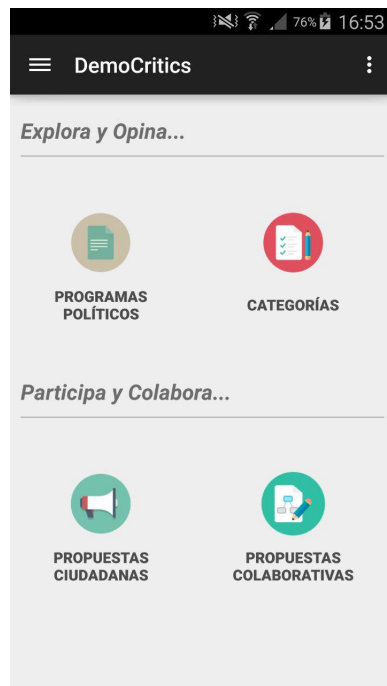 76% 16:53
DemoCritics
Explora y Opina...
PROGRAMAS
POLÍTICOS
CATEGORÍAS
Participa y Colabora...
PROPUESTAS
CIUDADANAS
PROPUESTAS
COLABORATIVAS